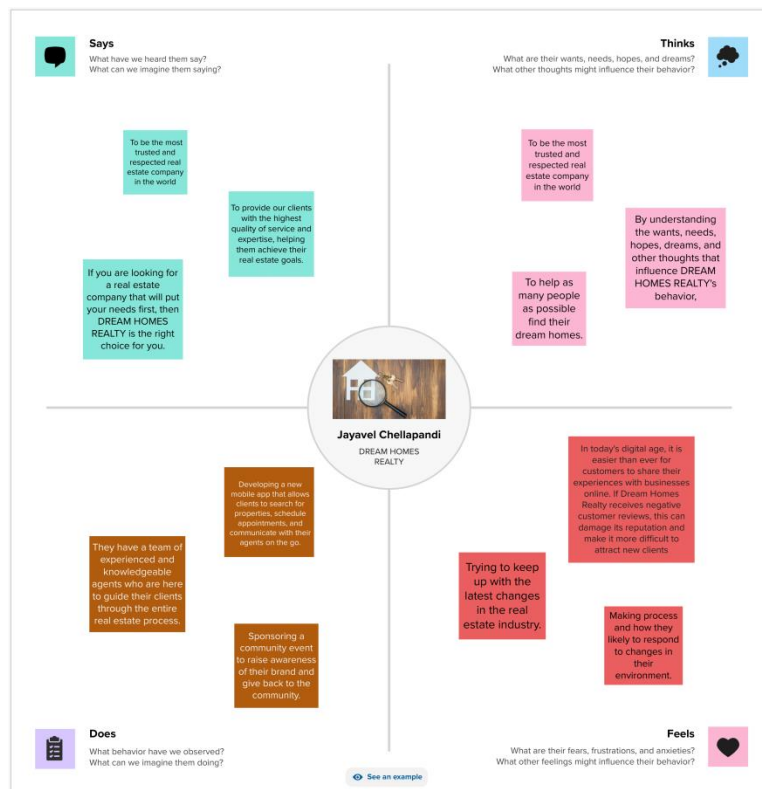 Says
What have we heard them say?
What can we imagine them saying?
Thinks
What are their wants, needs, hopes, and dreams?
What other thoughts might influence their behavior?
To be the most
trusted and
respected real
estate company
in the world
To provide our clients
with the highest
quality of service and
expertise, helping
them achieve their
real estate goals.
If you are looking for
a real estate
company that will put
your needs first, then
DREAM HOMES
REALTY is the right
choice for you.
To be the most
trusted and
respected real
estate company
in the world
By understanding
the wants, needs,
hopes, dreams, and
other thoughts that
influence DREAM
HOMES REALTY's
behavior,
To help as
many people
as possible
find their
dream homes.
Jayavel Chellapandi
DREAM HOMES
REALTY
Developing a new
mobile app that allows
clients to search for
properties, schedule
appointments, and
communicate with their
agents on the go.
They have a team of
experienced and
knowledgeable
agents who are here
to guide their clients
through the entire
real estate process.
Sponsoring a
community event
to raise awareness
of their brand and
give back to the
community.
In today's digital age, it is
easier than ever for
customers to share their
experiences with businesses
online. If Dream Homes
Realty receives negative
customer reviews, this can
damage its reputation and
make it more difficult to
attract new clients
Trying to keep
up with the
latest changes
in the real
estate industry.
Making process
and how they
likely to respond
to changes in
their
environment.
Does
What behavior have we observed?
What can we imagine them doing?
Feels
What are their fears, frustrations, and anxieties?
What other feelings might influence their behavior?
See an example